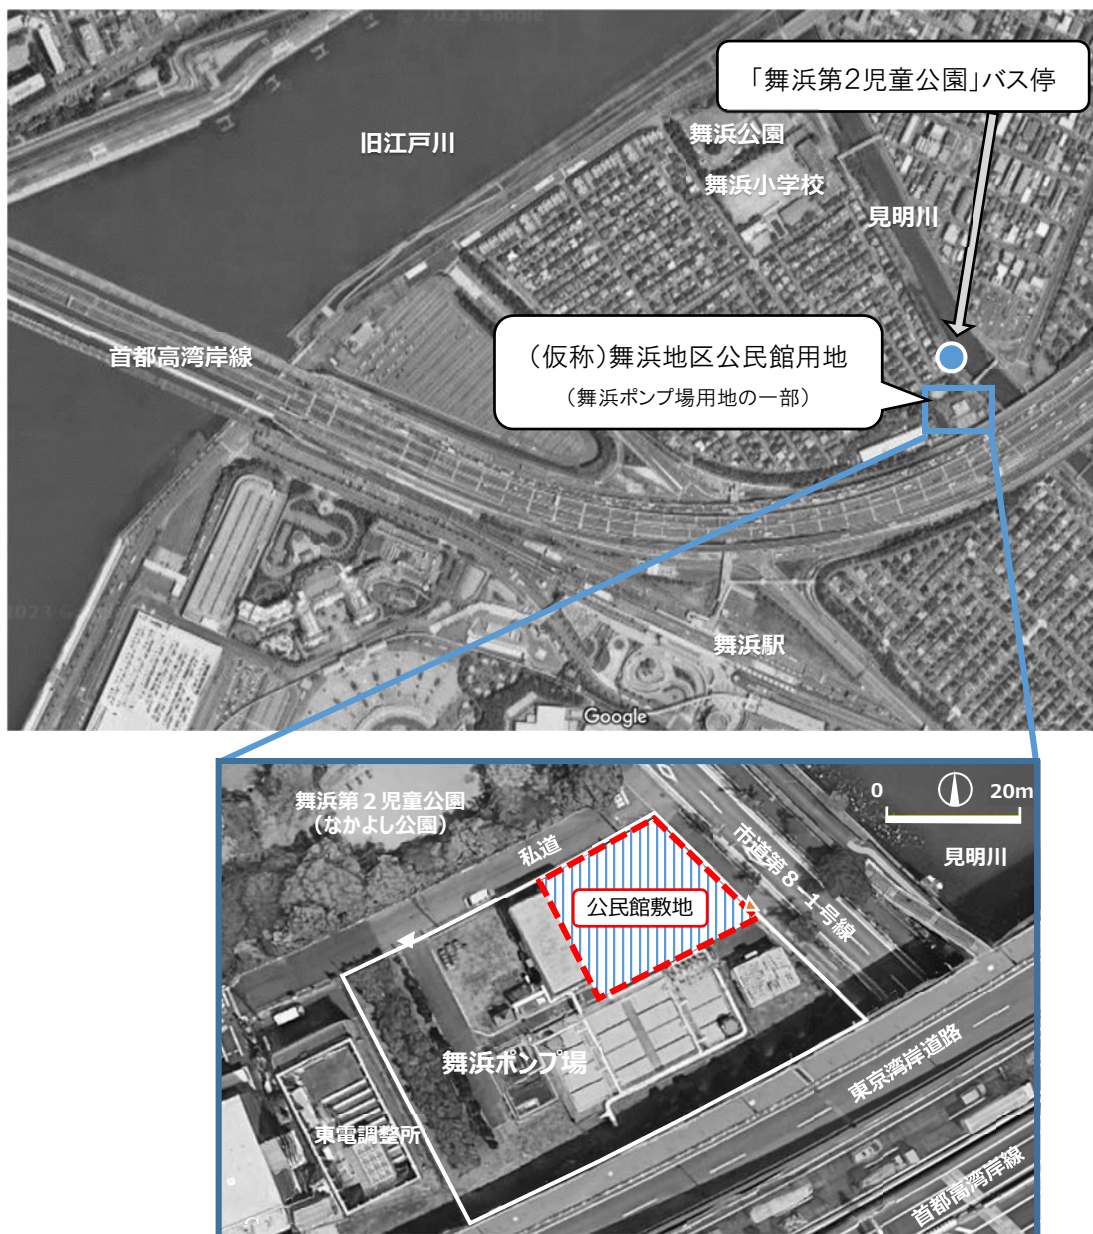 © 2023 Google
「舞浜第2児童公園」バス停
旧江戸川
舞浜公園
舞浜小学校
見明川
首都高湾岸線
（仮称）舞浜地区公民館用地
（舞浜ポンプ場用地の一部）
舞浜駅
Google
0 20m
舞浜第２児童公園
（なかよし公園）
私道
市道第８－１号線
見明川
公民館敷地
舞浜ポンプ場
東京湾岸道路
東電調整所
首都高湾岸線